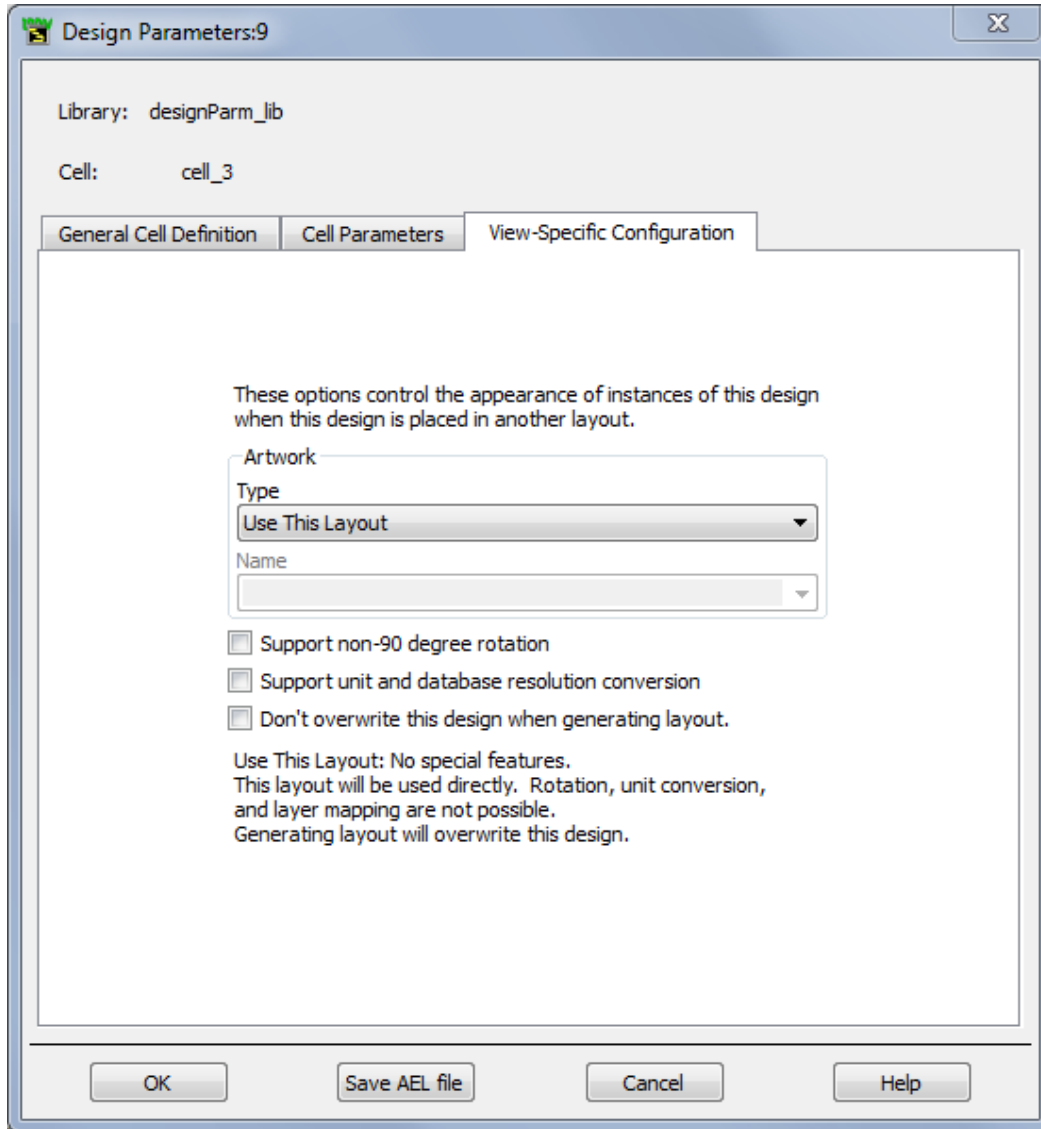 Design Parameters:9
Library: designParm_lib
Cell: cell_3
General Cell Definition Cell Parameters View-Specific Configuration
These options control the appearance of instances of this design
when this design is placed in another layout.
Artwork
Type
Use This Layout
Name
Support non-90 degree rotation
Support unit and database resolution conversion
Don't overwrite this design when generating layout.
Use This Layout: No special features.
This layout will be used directly. Rotation, unit conversion,
and layer mapping are not possible.
Generating layout will overwrite this design.
OK Save AEL file Cancel Help